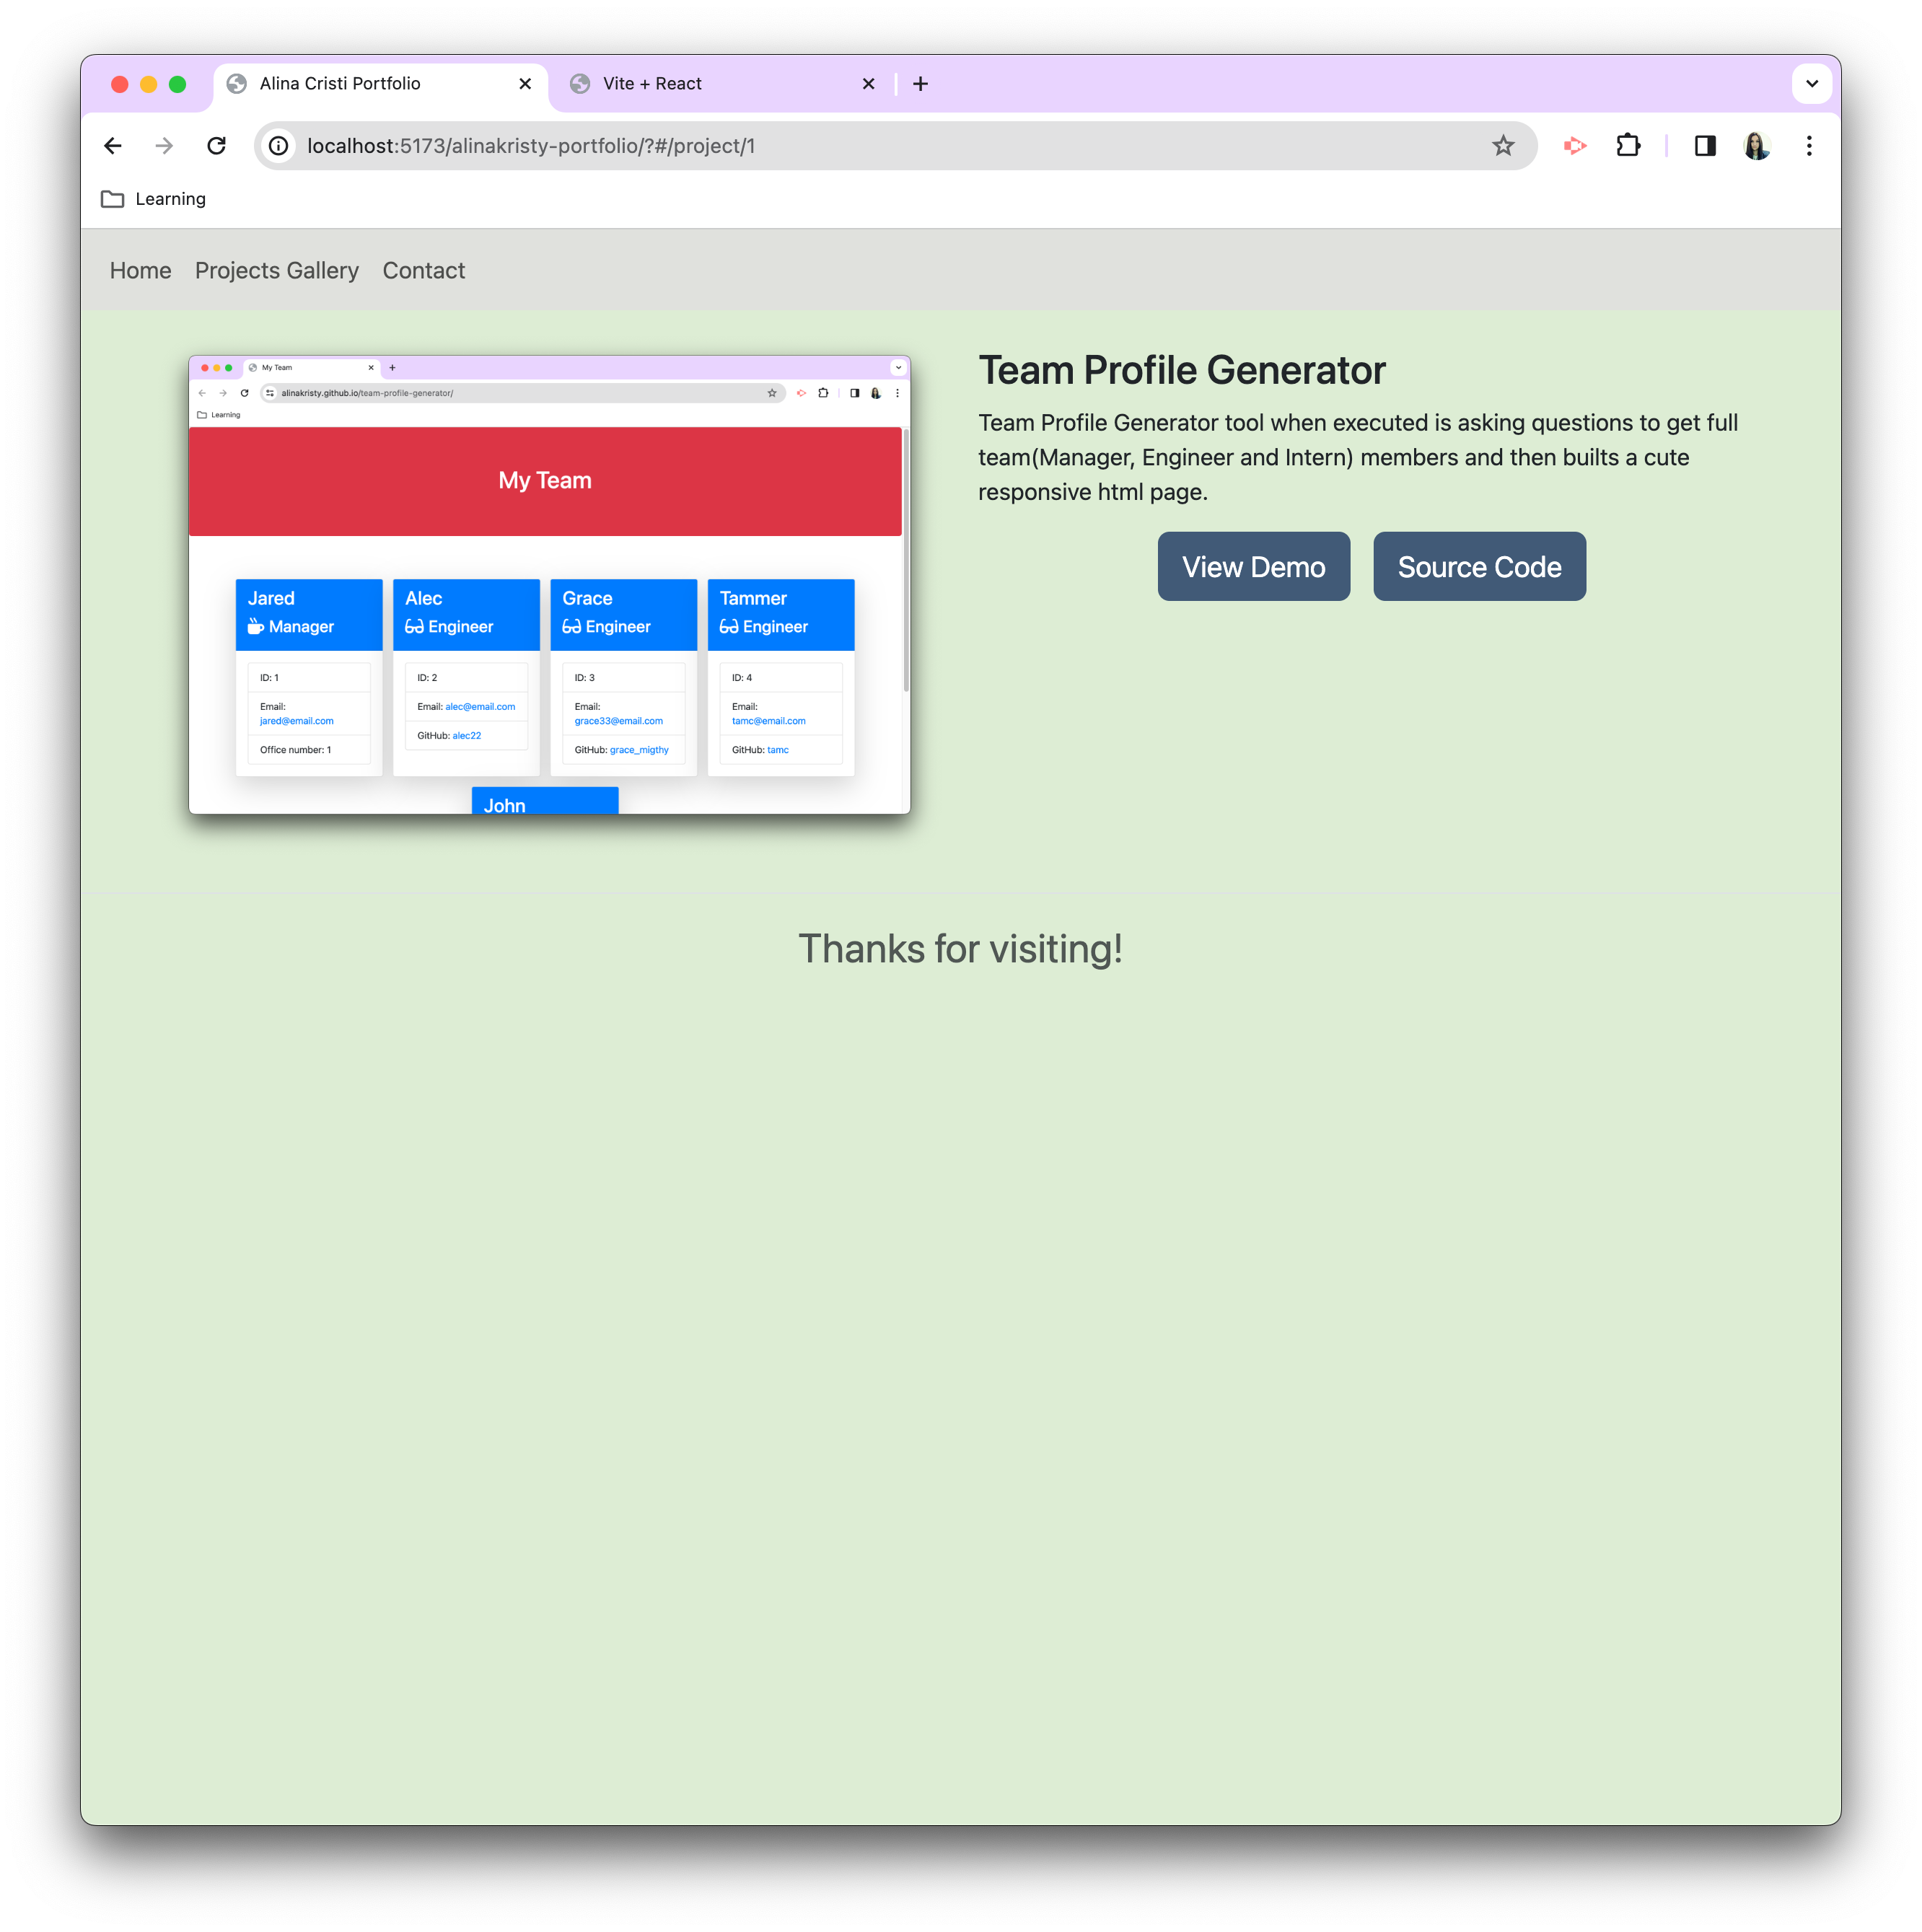 Alina Cristi Portfolio
Vite + React
localhost:5173/alinakristy-portfolio/?#/project/1
Learning
Home Projects Gallery Contact
My Team
alinakristy.github.io/team-profile-generator/
Learning
My Team
Jared
Manager
ID: 1
Email:
jared@email.com
Office number: 1
Alec
Engineer
ID: 2
Email: alec@email.com
GitHub: alec22
Grace
Engineer
ID: 3
Email:
grace33@email.com
GitHub: grace_migthy
Tammer
Engineer
ID: 4
Email:
tamc@email.com
GitHub: tamc
John
Team Profile Generator
Team Profile Generator tool when executed is asking questions to get full
team(Manager, Engineer and Intern) members and then builts a cute
responsive html page.
View Demo Source Code
Thanks for visiting!